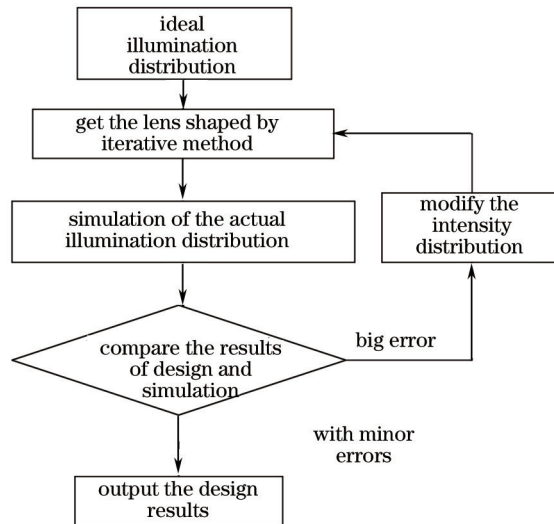 ideal
illumination
distribution
get the lens shaped by
iterative method
simulation of the actual
illumination distribution
modify the
intensity
distribution
compare the results
of design and
simulation
big error
with minor
errors
output the design
results